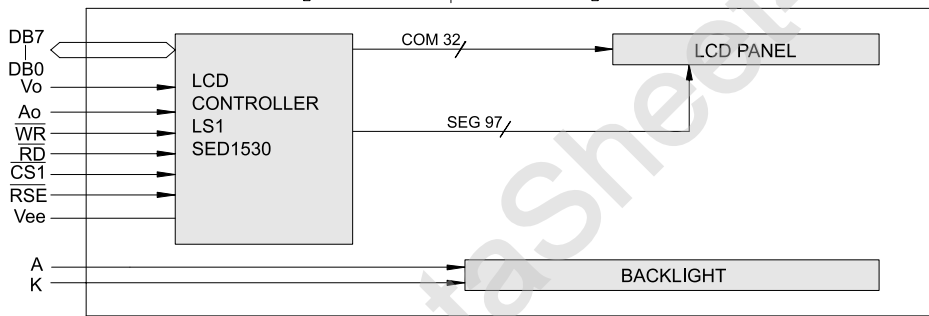 DB7
DB0
Vo
Ao
WR
RD
CS1
RSE
Vee
A
K
LCD
CONTROLLER
LS1
SED1530
COM 32
SEG 97
LCD PANEL
BACKLIGHT
taSheet